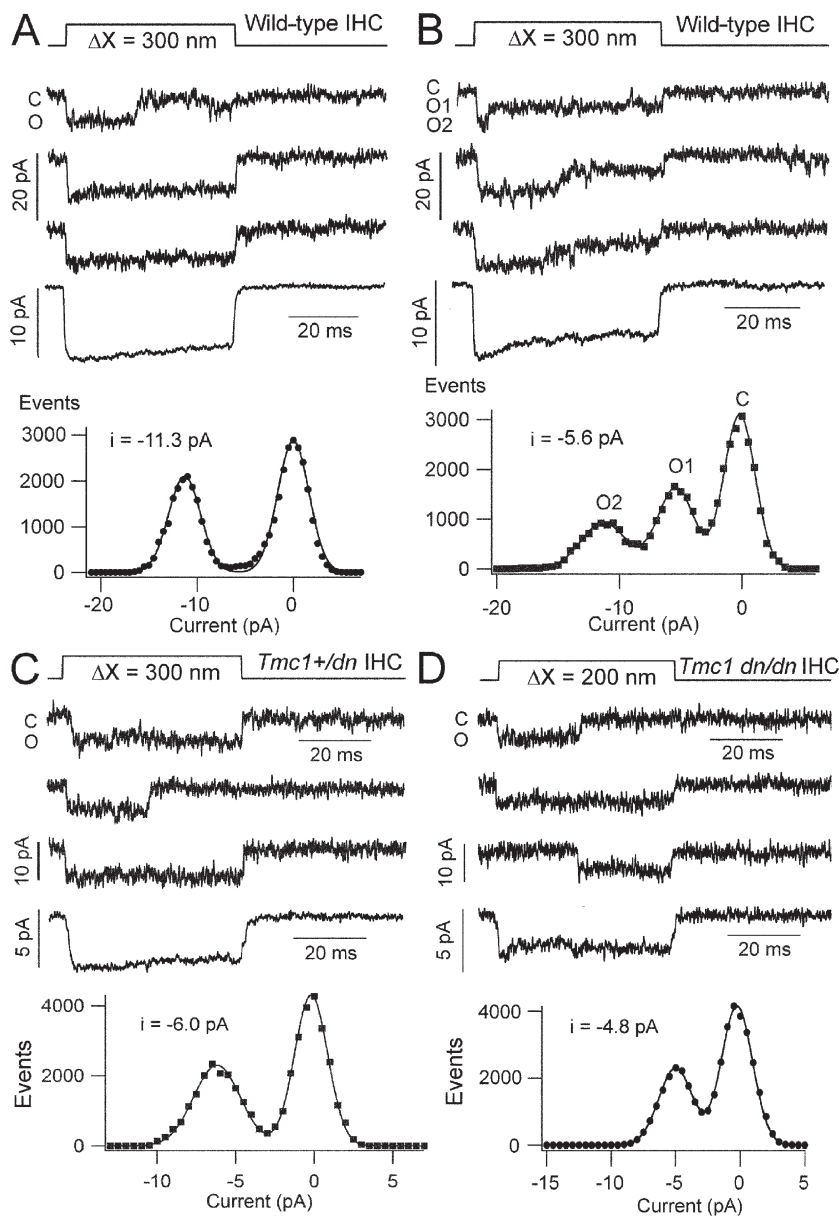 A
ΔX = 300 nm
Wild-type IHC
C
O
20 pA
10 pA
20 ms
Events
i = -11.3 pA
3000
2000
1000
0
-20
-10
0
Current (pA)
B
ΔX = 300 nm
Wild-type IHC
C
O1
O2
20 pA
10 pA
20 ms
Events
i = -5.6 pA
C
O1
O2
3000
2000
1000
0
-20
-10
0
Current (pA)
C
ΔX = 300 nm
Tmc1+/dn IHC
C
O
20 ms
10 pA
5 pA
20 ms
i = -6.0 pA
Events
4000
2000
0
-10
-5
0
5
Current (pA)
D
ΔX = 200 nm
Tmc1 dn/dn IHC
C
O
20 ms
10 pA
5 pA
20 ms
i = -4.8 pA
Events
4000
2000
0
-15
-10
-5
0
5
Current (pA)